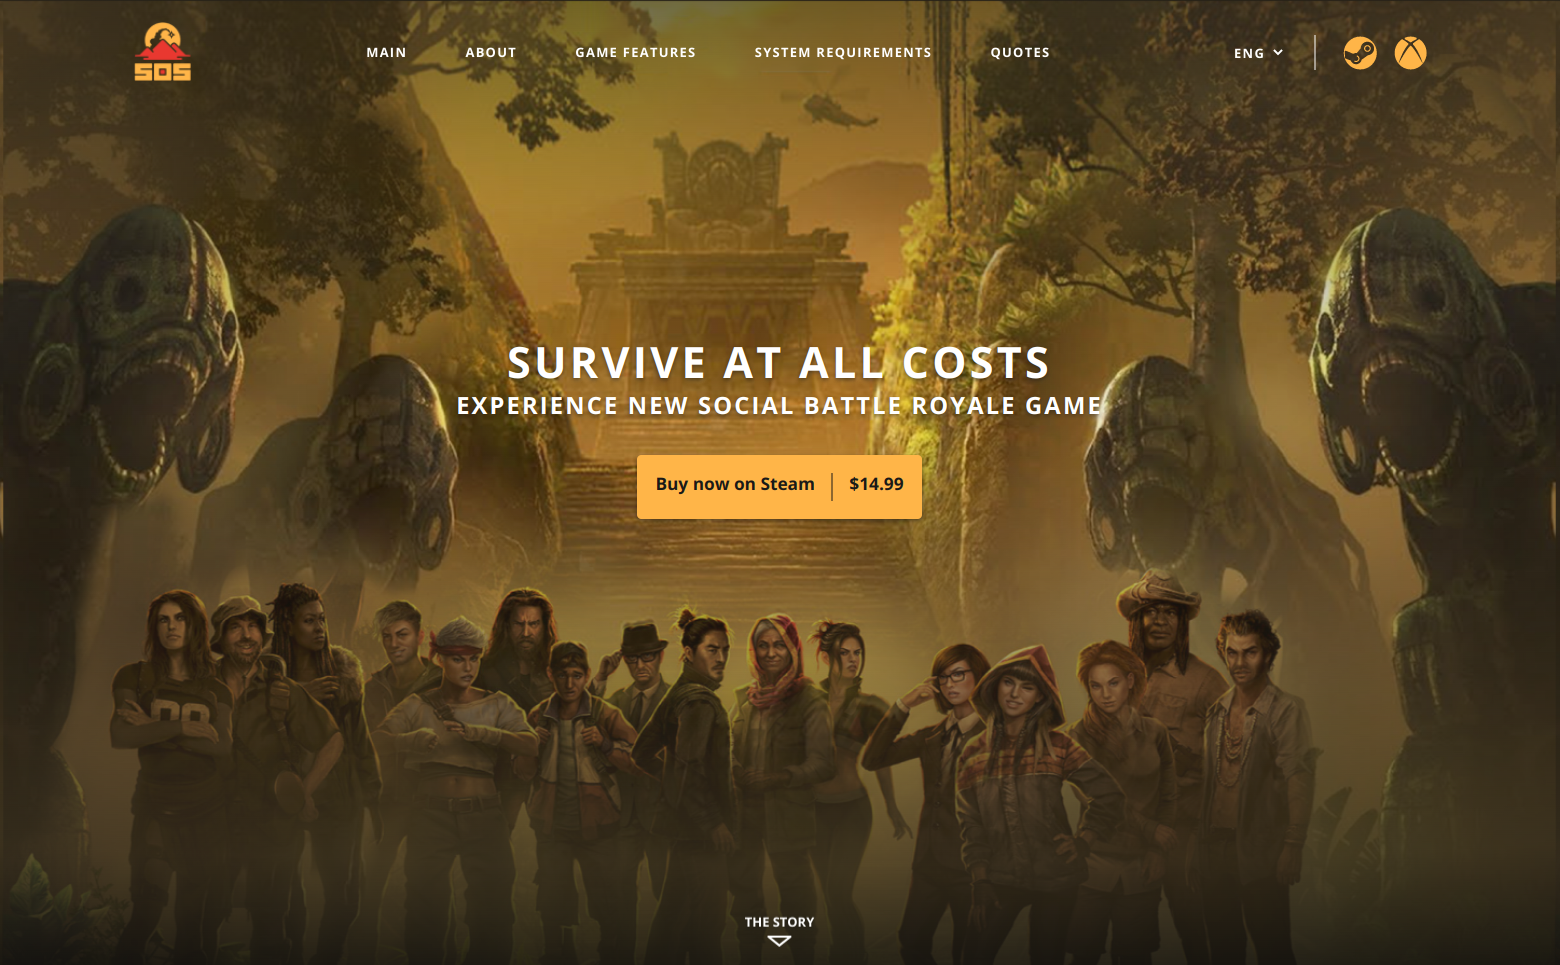 SOS
MAIN
ABOUT
GAME FEATURES
SYSTEM REQUIREMENTS
QUOTES
ENG
SURVIVE AT ALL COSTS
EXPERIENCE NEW SOCIAL BATTLE ROYALE GAME
Buy now on Steam
$14.99
THE STORY